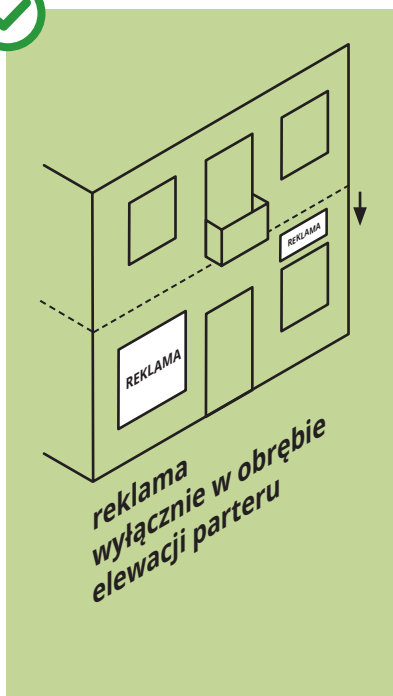 REKLAMA
REKLAMA
reklama
wyłącznie w obrębie
elewacji parteru